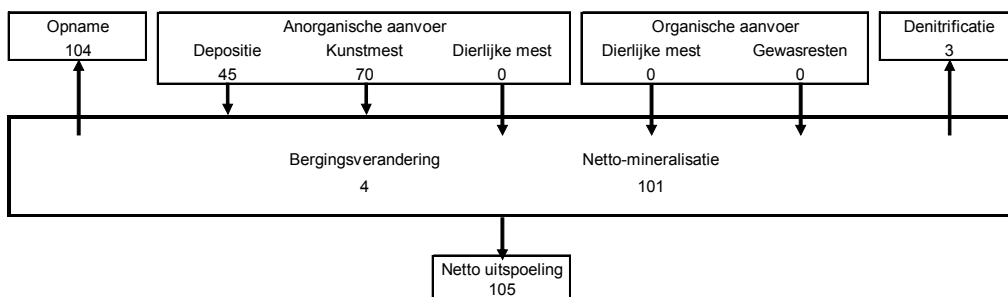 Opname
104
Anorganische aanvoer
Depositie Kunstmest Dierlijke mest
45 70 0
Organische aanvoer
Dierlijke mest Gewasresten
0 0
Denitrificatie
3
Bergingsverandering Netto-mineralisatie
4 101
Netto uitspoeling
105